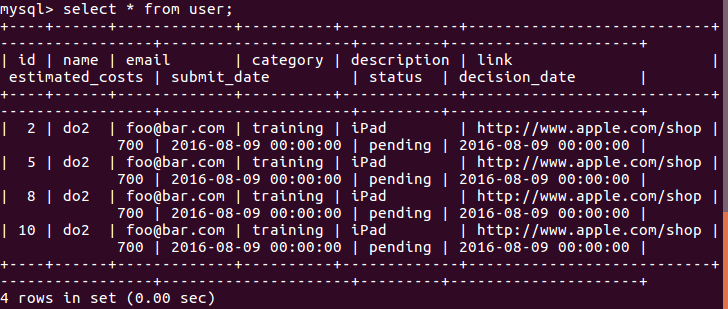 mysql> select * from user;
+----+------+-------------+----------+-------------+---------------------------+
-----------------+---------------------+---------+---------------------+
| id | name | email       | category | description | link                      |
 estimated_costs | submit_date         | status  | decision_date       |
+----+------+-------------+----------+-------------+---------------------------+
-----------------+---------------------+---------+---------------------+
|  2 | do2  | foo@bar.com | training | iPad        | http://www.apple.com/shop |
             700 | 2016-08-09 00:00:00 | pending | 2016-08-09 00:00:00 |
|  5 | do2  | foo@bar.com | training | iPad        | http://www.apple.com/shop |
             700 | 2016-08-09 00:00:00 | pending | 2016-08-09 00:00:00 |
|  8 | do2  | foo@bar.com | training | iPad        | http://www.apple.com/shop |
             700 | 2016-08-09 00:00:00 | pending | 2016-08-09 00:00:00 |
| 10 | do2  | foo@bar.com | training | iPad        | http://www.apple.com/shop |
             700 | 2016-08-09 00:00:00 | pending | 2016-08-09 00:00:00 |
+----+------+-------------+----------+-------------+---------------------------+
-----------------+---------------------+---------+---------------------+
4 rows in set (0.00 sec)